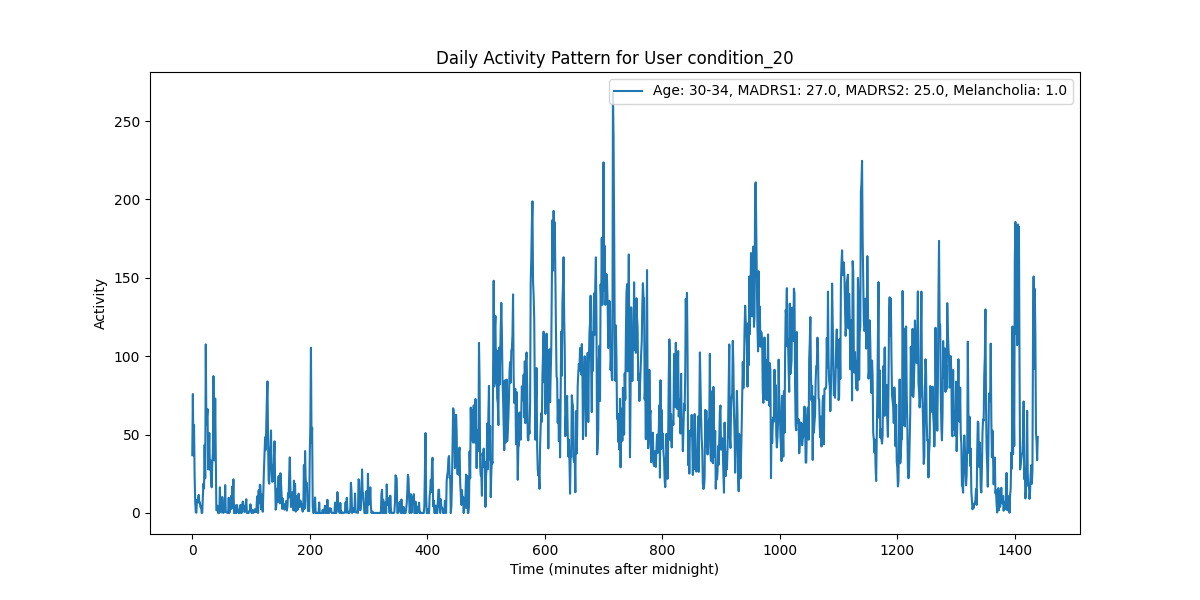 Daily Activity Pattern for User condition_20
Age: 30-34, MADRS1: 27.0, MADRS2: 25.0, Melancholia: 1.0
250
200
150
100
50
0
Activity
0 200 400 600 800 1000 1200 1400
Time (minutes after midnight)